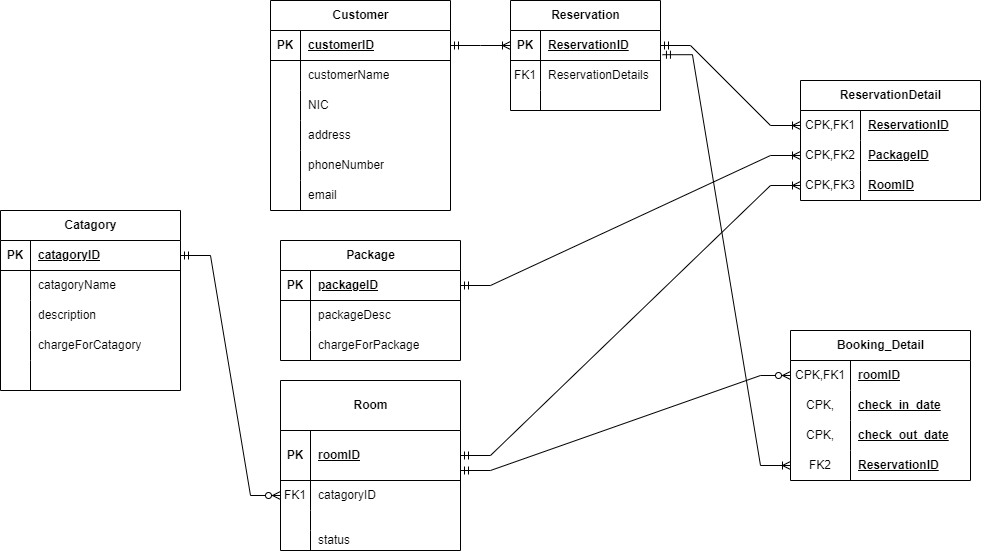 Customer
PK customerID
customerName
NIC
address
phoneNumber
email
Reservation
PK ReservationID
FK1 ReservationDetails
ReservationDetail
CPK,FK1 ReservationID
CPK,FK2 PackageID
CPK,FK3 RoomID
Catagory
PK catagoryID
catagoryName
description
chargeForCatagory
Package
PK packageID
packageDesc
chargeForPackage
Room
PK roomID
FK1 catagoryID
status
Booking_Detail
CPK,FK1 roomID
CPK, check_in_date
CPK, check_out_date
FK2 ReservationID